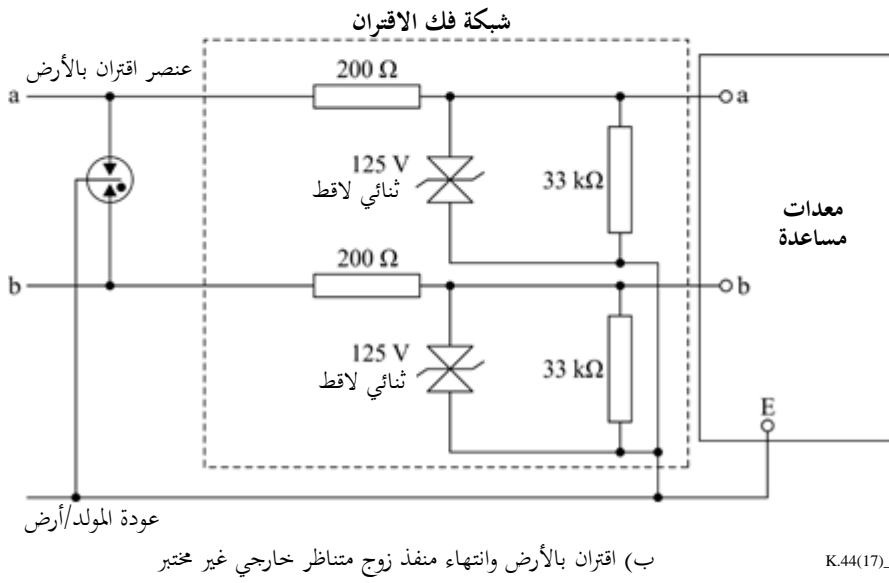 شبكة فك الاقتران
عنصر اقتران بالأرض
200 Ω
a
a
125 V
ثنائي لاقط
33 kΩ
معدات
مساعدة
200 Ω
b
b
125 V
ثنائي لاقط
33 kΩ
E
عودة المولد/أرض
ب) اقتران بالأرض وانتهاء منفذ زوج متناظر خارجي غير مختبر
K.44(17)_